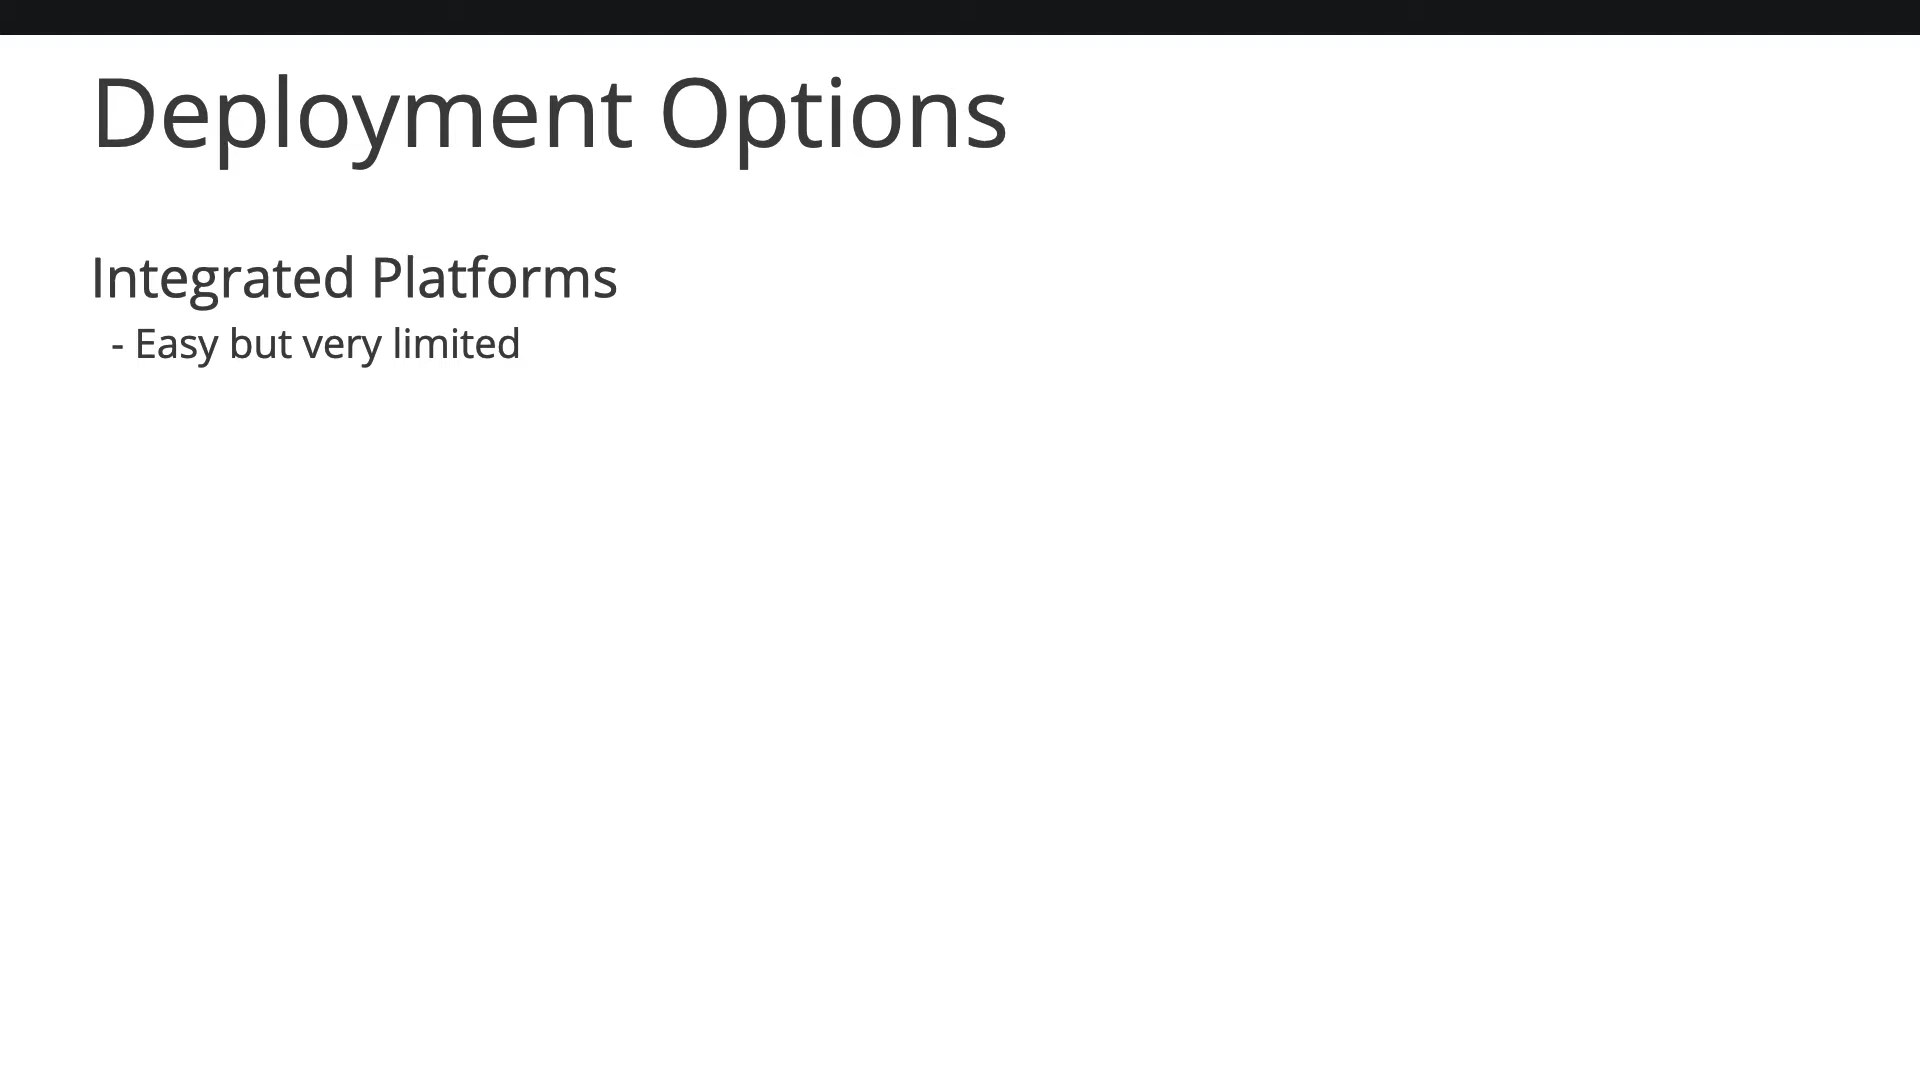 Deployment Options
Integrated Platforms
- Easy but very limited